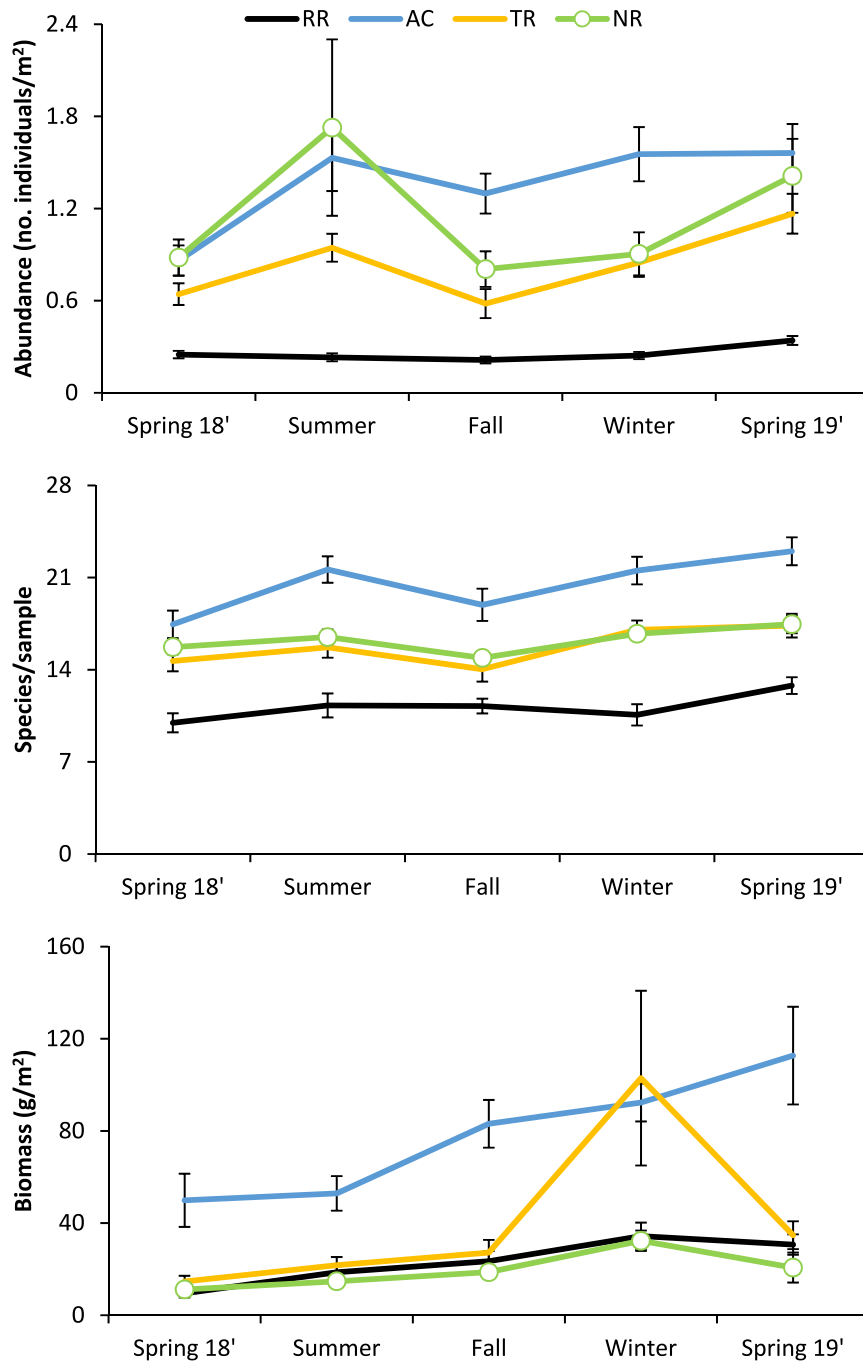 RR AC TR NR
Abundance (no. individuals/m²)
2.4
1.8
1.2
0.6
0
Spring 18' Summer Fall Winter Spring 19'
Species/sample
28
21
14
7
0
Spring 18' Summer Fall Winter Spring 19'
Biomass (g/m²)
160
120
80
40
0
Spring 18' Summer Fall Winter Spring 19'